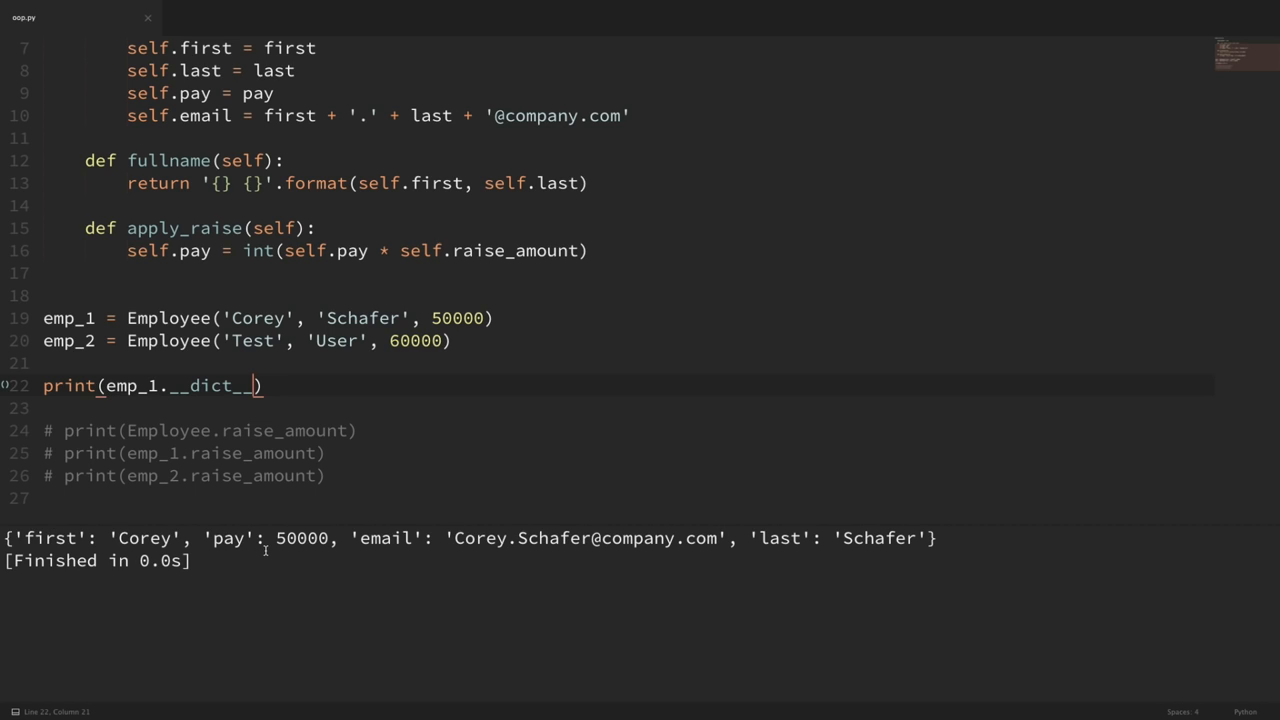 oop.py ×
7         self.first = first
8         self.last = last
9         self.pay = pay
10         self.email = first + '.' + last + '@company.com'
11
12     def fullname(self):
13         return '{} {}'.format(self.first, self.last)
14
15     def apply_raise(self):
16         self.pay = int(self.pay * self.raise_amount)
17
18
19 emp_1 = Employee('Corey', 'Schafer', 50000)
20 emp_2 = Employee('Test', 'User', 60000)
21
()22 print(emp_1.__dict__)
23
24 # print(Employee.raise_amount)
25 # print(emp_1.raise_amount)
26 # print(emp_2.raise_amount)
27
{'first': 'Corey', 'pay': 50000, 'email': 'Corey.Schafer@company.com', 'last': 'Schafer'}
[Finished in 0.0s]
Line 22, Column 21 Spaces: 4 Python